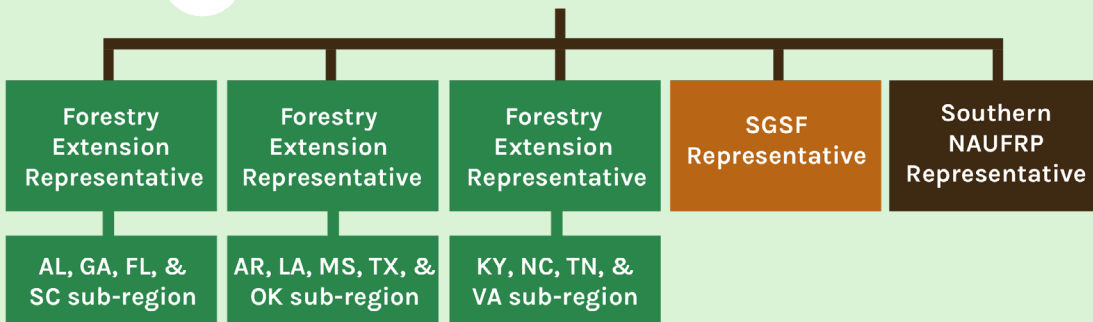 Forestry
Extension
Representative
Forestry
Extension
Representative
Forestry
Extension
Representative
SGSF
Representative
Southern
NAUFRP
Representative
AL, GA, FL, &
SC sub-region
AR, LA, MS, TX, &
OK sub-region
KY, NC, TN, &
VA sub-region